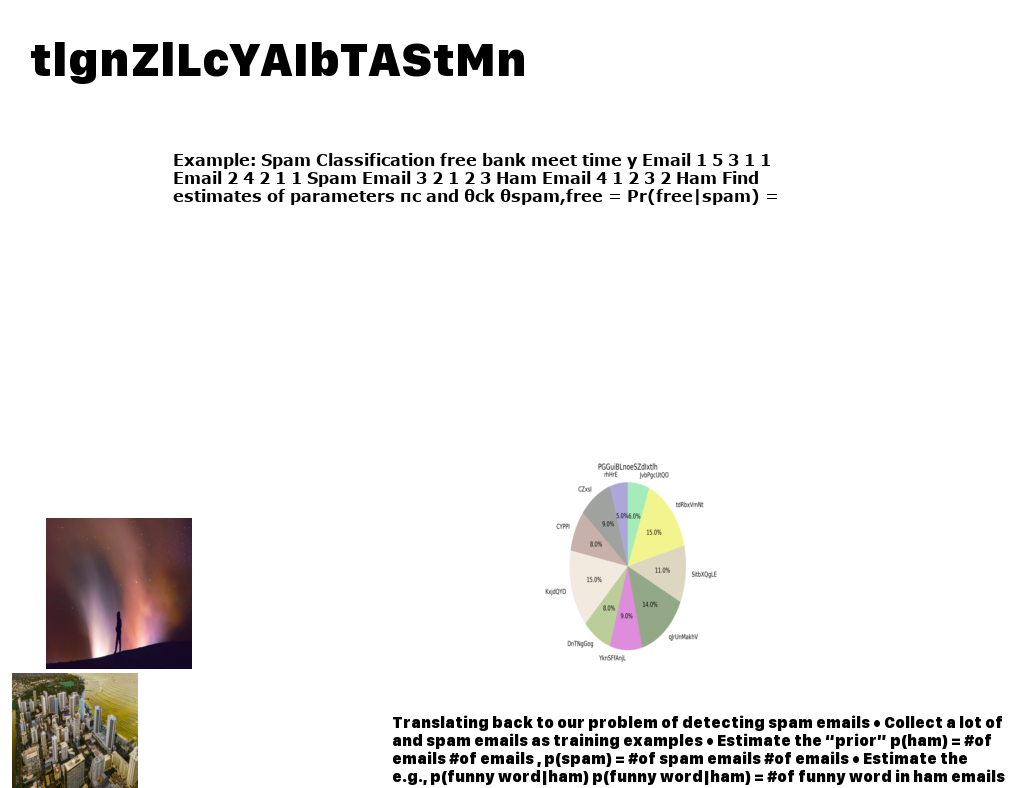 tlgnZlLcYAIbTAStMn
Example: Spam Classification free bank meet time y Email 1 5 3 1 1
Email 2 4 2 1 1 Spam Email 3 2 1 2 3 Ham Email 4 1 2 3 2 Ham Find
estimates of parameters πc and θck θspam,free = Pr(free|spam) =
PGGuiBLnoeSZdIxtIh
rhHrE
JvbPgcUtQO
CZxsI
tdRbxVmNt
5.0%
6.0%
9.0%
15.0%
CYPPl
8.0%
11.0%
SitbXQgLE
15.0%
KxjdQYD
14.0%
8.0%
9.0%
DnTNgGog
qJrUnMakhV
YknSFfAnjL
Translating back to our problem of detecting spam emails • Collect a lot of
and spam emails as training examples • Estimate the “prior” p(ham) = #of
emails #of emails , p(spam) = #of spam emails #of emails • Estimate the
e.g., p(funny word|ham) p(funny word|ham) = #of funny word in ham emails